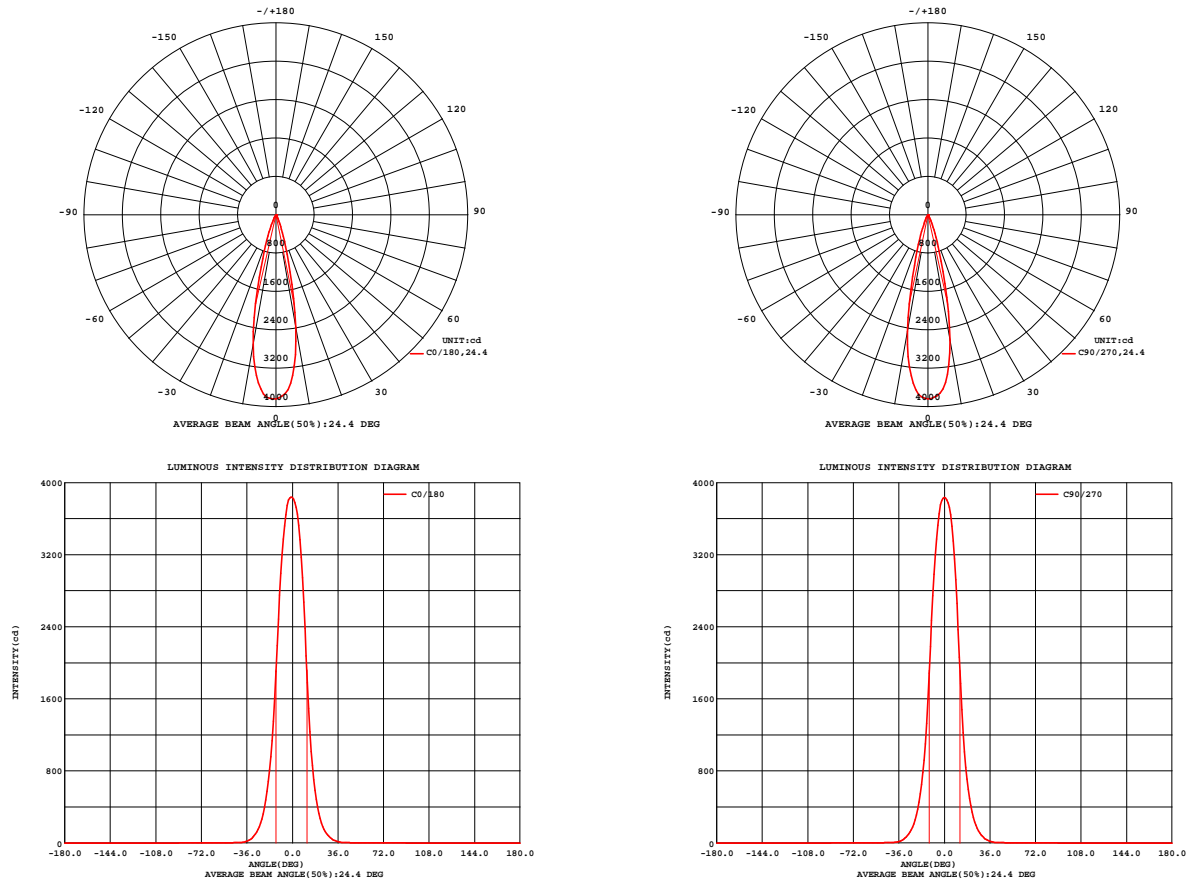 -/+180
-150 150
-120 120
-90 90
-60 60
-30 30
0
800
1600
2400
3200
4000
0
UNIT:cd
C0/180,24.4
AVERAGE BEAM ANGLE(50%):24.4 DEG
-/+180
-150 150
-120 120
-90 90
-60 60
-30 30
0
800
1600
2400
3200
4000
0
UNIT:cd
C90/270,24.4
AVERAGE BEAM ANGLE(50%):24.4 DEG
LUMINOUS INTENSITY DISTRIBUTION DIAGRAM
C0/180
INTENSITY(cd)
4000
3200
2400
1600
800
0
-180.0 -144.0 -108.0 -72.0 -36.0 0.0 36.0 72.0 108.0 144.0 180.0
ANGLE(DEG)
AVERAGE BEAM ANGLE(50%):24.4 DEG
LUMINOUS INTENSITY DISTRIBUTION DIAGRAM
C90/270
INTENSITY(cd)
4000
3200
2400
1600
800
0
-180.0 -144.0 -108.0 -72.0 -36.0 0.0 36.0 72.0 108.0 144.0 180.0
ANGLE(DEG)
AVERAGE BEAM ANGLE(50%):24.4 DEG